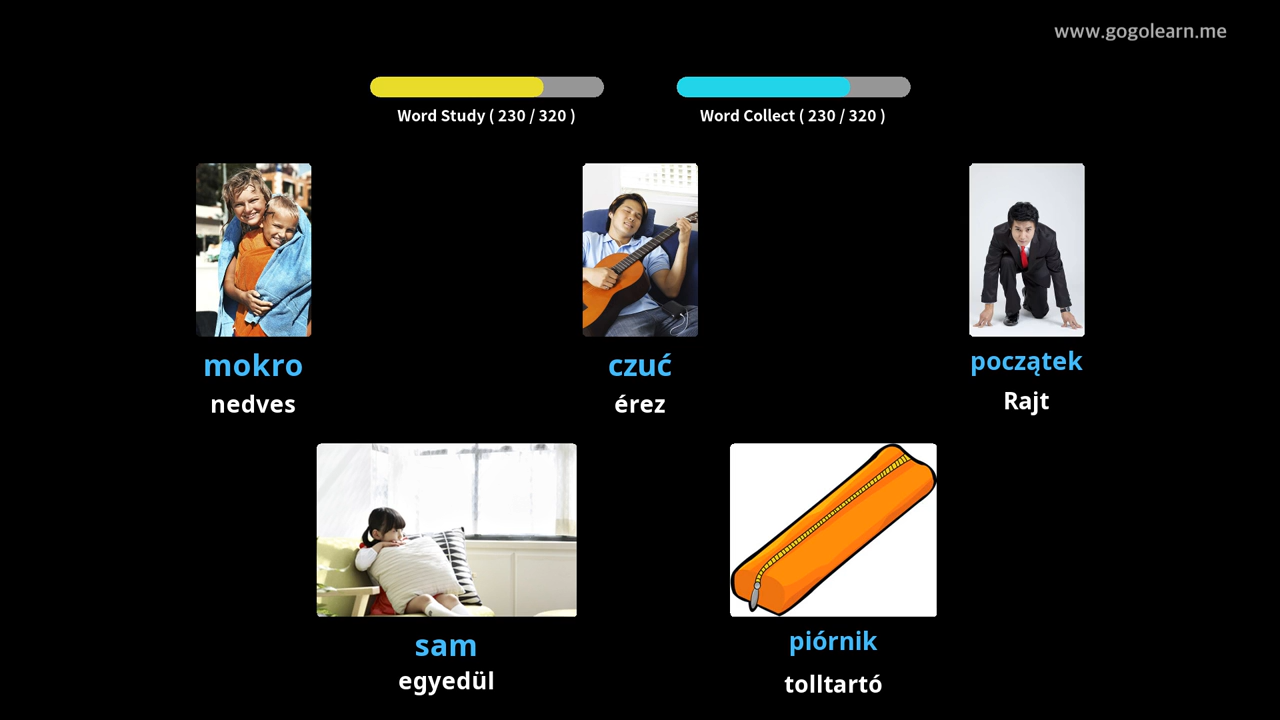 www.gogolearn.me
Word Study ( 230 / 320 )
Word Collect ( 230 / 320 )
mokro
nedves
czuć
érez
początek
Rajt
sam
egyedül
piórnik
tolltartó